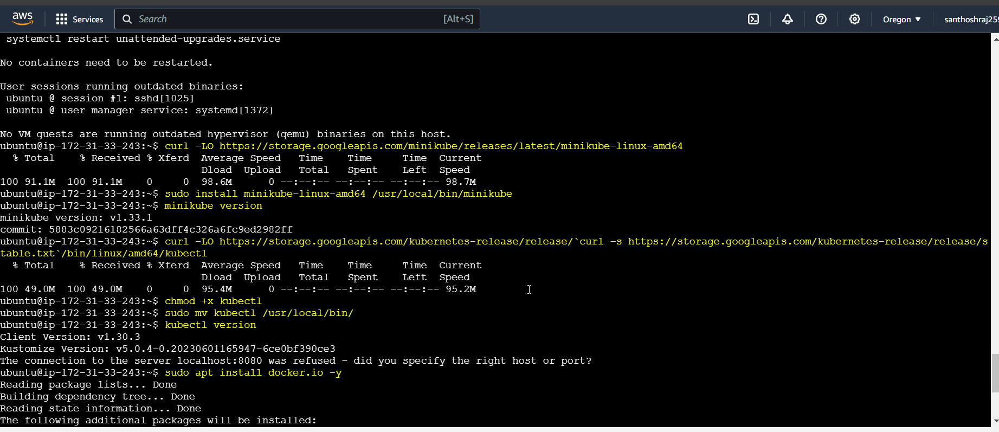 aws
Services
Search
[Alt+S]
Oregon ▼
santhoshraj259
systemctl restart unattended-upgrades.service
No containers need to be restarted.
User sessions running outdated binaries:
ubuntu @ session #1: sshd[1025]
ubuntu @ user manager service: systemd[1372]
No VM guests are running outdated hypervisor (qemu) binaries on this host.
ubuntu@ip-172-31-33-243:~$ curl -LO https://storage.googleapis.com/minikube/releases/latest/minikube-linux-amd64
% Total % Received % Xferd Average Speed Time Time Time Current
Dload Upload Total Spent Left Speed
100 91.1M 100 91.1M 0 0 98.6M 0 --:--:-- --:--:-- --:--:-- 98.7M
ubuntu@ip-172-31-33-243:~$ sudo install minikube-linux-amd64 /usr/local/bin/minikube
ubuntu@ip-172-31-33-243:~$ minikube version
minikube version: v1.33.1
commit: 5883c09216182566a63dff4c326a6fc9ed2982ff
ubuntu@ip-172-31-33-243:~$ curl -LO https://storage.googleapis.com/kubernetes-release/release/`curl -s https://storage.googleapis.com/kubernetes-release/release/s
table.txt`/bin/linux/amd64/kubectl
% Total % Received % Xferd Average Speed Time Time Time Current
Dload Upload Total Spent Left Speed
100 49.0M 100 49.0M 0 0 95.4M 0 --:--:-- --:--:-- --:--:-- 95.2M
ubuntu@ip-172-31-33-243:~$ chmod +x kubectl
ubuntu@ip-172-31-33-243:~$ sudo mv kubectl /usr/local/bin/
ubuntu@ip-172-31-33-243:~$ kubectl version
Client Version: v1.30.3
Kustomize Version: v5.0.4-0.20230601165947-6ce0bf390ce3
The connection to the server localhost:8080 was refused - did you specify the right host or port?
ubuntu@ip-172-31-33-243:~$ sudo apt install docker.io -y
Reading package lists... Done
Building dependency tree... Done
Reading state information... Done
The following additional packages will be installed: